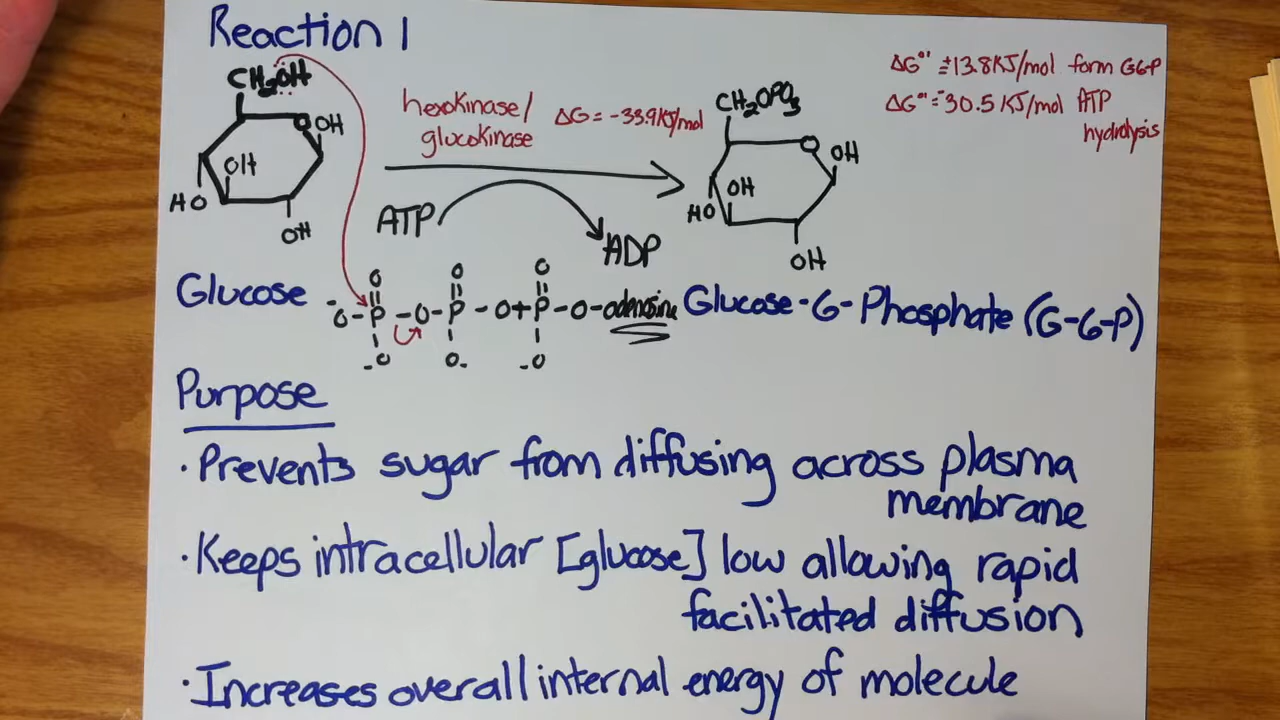 Reaction 1
ΔG°' = +13.8 KJ/mol form G6P
ΔG°' = -30.5 KJ/mol ATP
hydrolysis
CH₂OH
hexokinase/
glucokinase
ΔG = -33.9 KJ/mol
CH₂OPO₃
O OH
OH
HO
OH
O OH
OH
HO
OH
ATP
ADP
Glucose
O O O
-O-P-O-P-O-P-O-adenosine
-O O- -O
Glucose-6-Phosphate (G-6-P)
Purpose
· Prevents sugar from diffusing across plasma
membrane
· Keeps intracellular [glucose] low allowing rapid
facilitated diffusion
· Increases overall internal energy of molecule